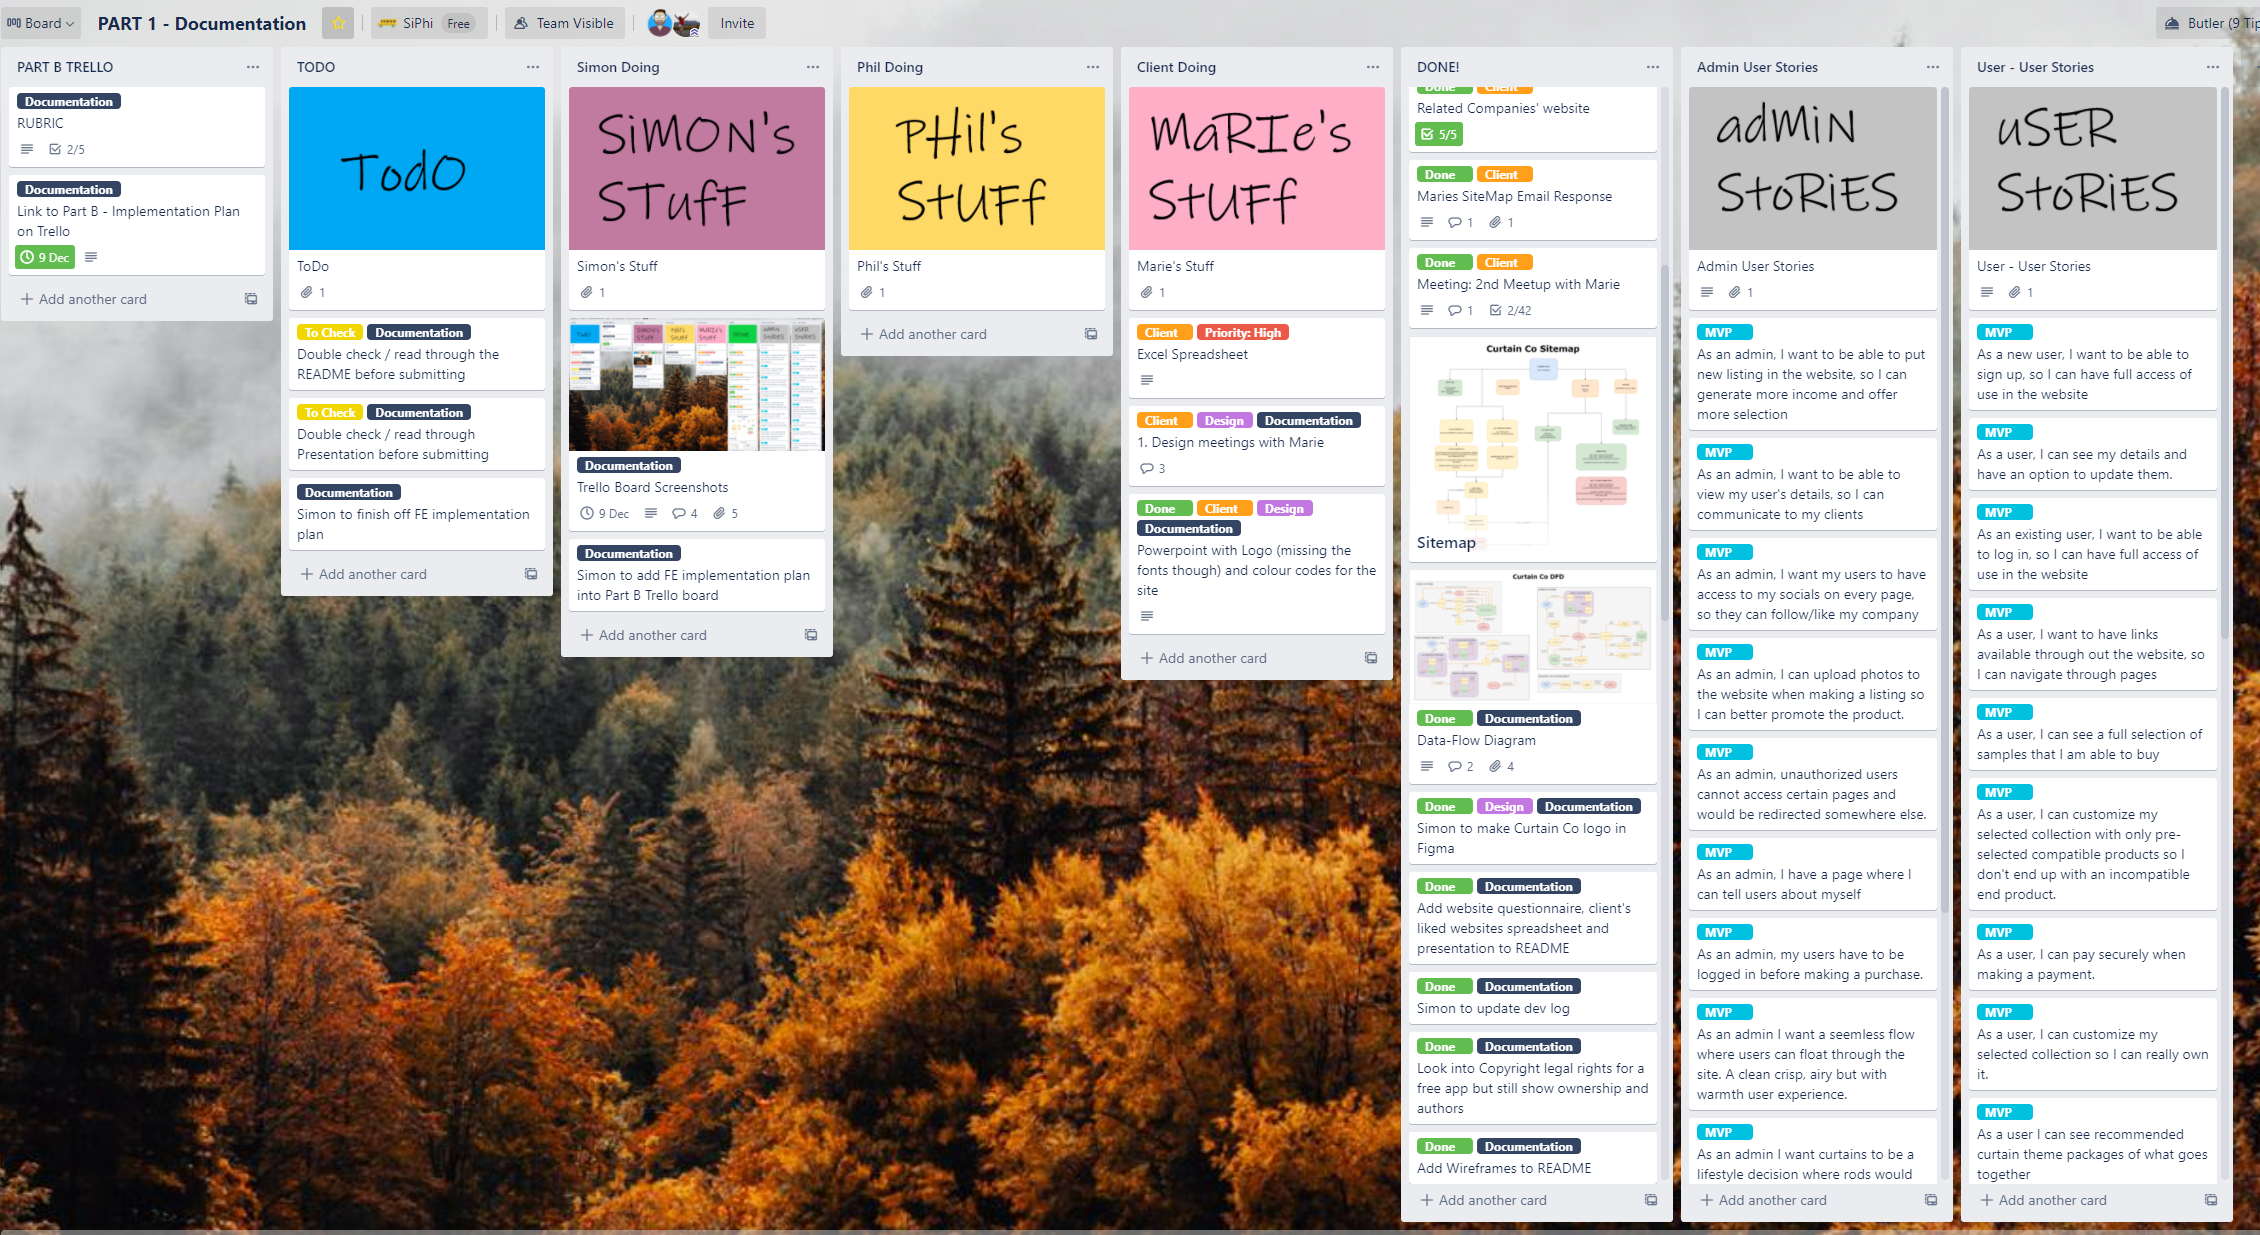 Board
PART 1 - Documentation
SiPhi Free
Team Visible
Invite
Butler (9 Tip
PART B TRELLO
Documentation
RUBRIC
2/5
Documentation
Link to Part B - Implementation Plan
on Trello
9 Dec
Add another card
TODO
TodO
ToDo
1
To Check Documentation
Double check / read through the
README before submitting
To Check Documentation
Double check / read through
Presentation before submitting
Documentation
Simon to finish off FE implementation
plan
Add another card
Simon Doing
SiMON's
STufF
Simon's Stuff
1
Documentation
Trello Board Screenshots
9 Dec 4 5
Documentation
Simon to add FE implementation plan
into Part B Trello board
Add another card
Phil Doing
PHil's
StUFf
Phil's Stuff
1
Add another card
Client Doing
MaRIe's
StUFf
Marie's Stuff
1
Client Priority: High
Excel Spreadsheet
Client Design Documentation
1. Design meetings with Marie
3
Done Client Design
Documentation
Powerpoint with Logo (missing the
fonts though) and colour codes for the
site
Add another card
DONE!
Done Client
Related Companies' website
5/5
Done Client
Maries SiteMap Email Response
1 1
Done Client
Meeting: 2nd Meetup with Marie
1 2/42
Curtain Co Sitemap
Sitemap
Curtain Co DFD
Done Documentation
Data-Flow Diagram
2 4
Done Design Documentation
Simon to make Curtain Co logo in
Figma
Done Documentation
Add website questionnaire, client's
liked websites spreadsheet and
presentation to README
Done Documentation
Simon to update dev log
Done Documentation
Look into Copyright legal rights for a
free app but still show ownership and
authors
Done Documentation
Add Wireframes to README
Add another card
Admin User Stories
adMiN
StoRiES
Admin User Stories
1
MVP
As an admin, I want to be able to put
new listing in the website, so I can
generate more income and offer
more selection
MVP
As an admin, I want to be able to
view my user's details, so I can
communicate to my clients
MVP
As an admin, I want my users to have
access to my socials on every page,
so they can follow/like my company
MVP
As an admin, I can upload photos to
the website when making a listing so
I can better promote the product.
MVP
As an admin, unauthorized users
cannot access certain pages and
would be redirected somewhere else.
MVP
As an admin, I have a page where I
can tell users about myself
MVP
As an admin, my users have to be
logged in before making a purchase.
MVP
As an admin I want a seemless flow
where users can float through the
site. A clean crisp, airy but with
warmth user experience.
MVP
As an admin I want curtains to be a
lifestyle decision where rods would
Add another card
User - User Stories
uSER
StoRiES
User - User Stories
1
MVP
As a new user, I want to be able to
sign up, so I can have full access of
use in the website
MVP
As a user, I can see my details and
have an option to update them.
MVP
As an existing user, I want to be able
to log in, so I can have full access of
use in the website
MVP
As a user, I want to have links
available through out the website, so
I can navigate through pages
MVP
As a user, I can see a full selection of
samples that I am able to buy
MVP
As a user, I can customize my
selected collection with only pre-
selected compatible products so I
don't end up with an incompatible
end product.
MVP
As a user, I can pay securely when
making a payment.
MVP
As a user, I can customize my
selected collection so I can really own
it.
MVP
As a user I can see recommended
curtain theme packages of what goes
together
Add another card